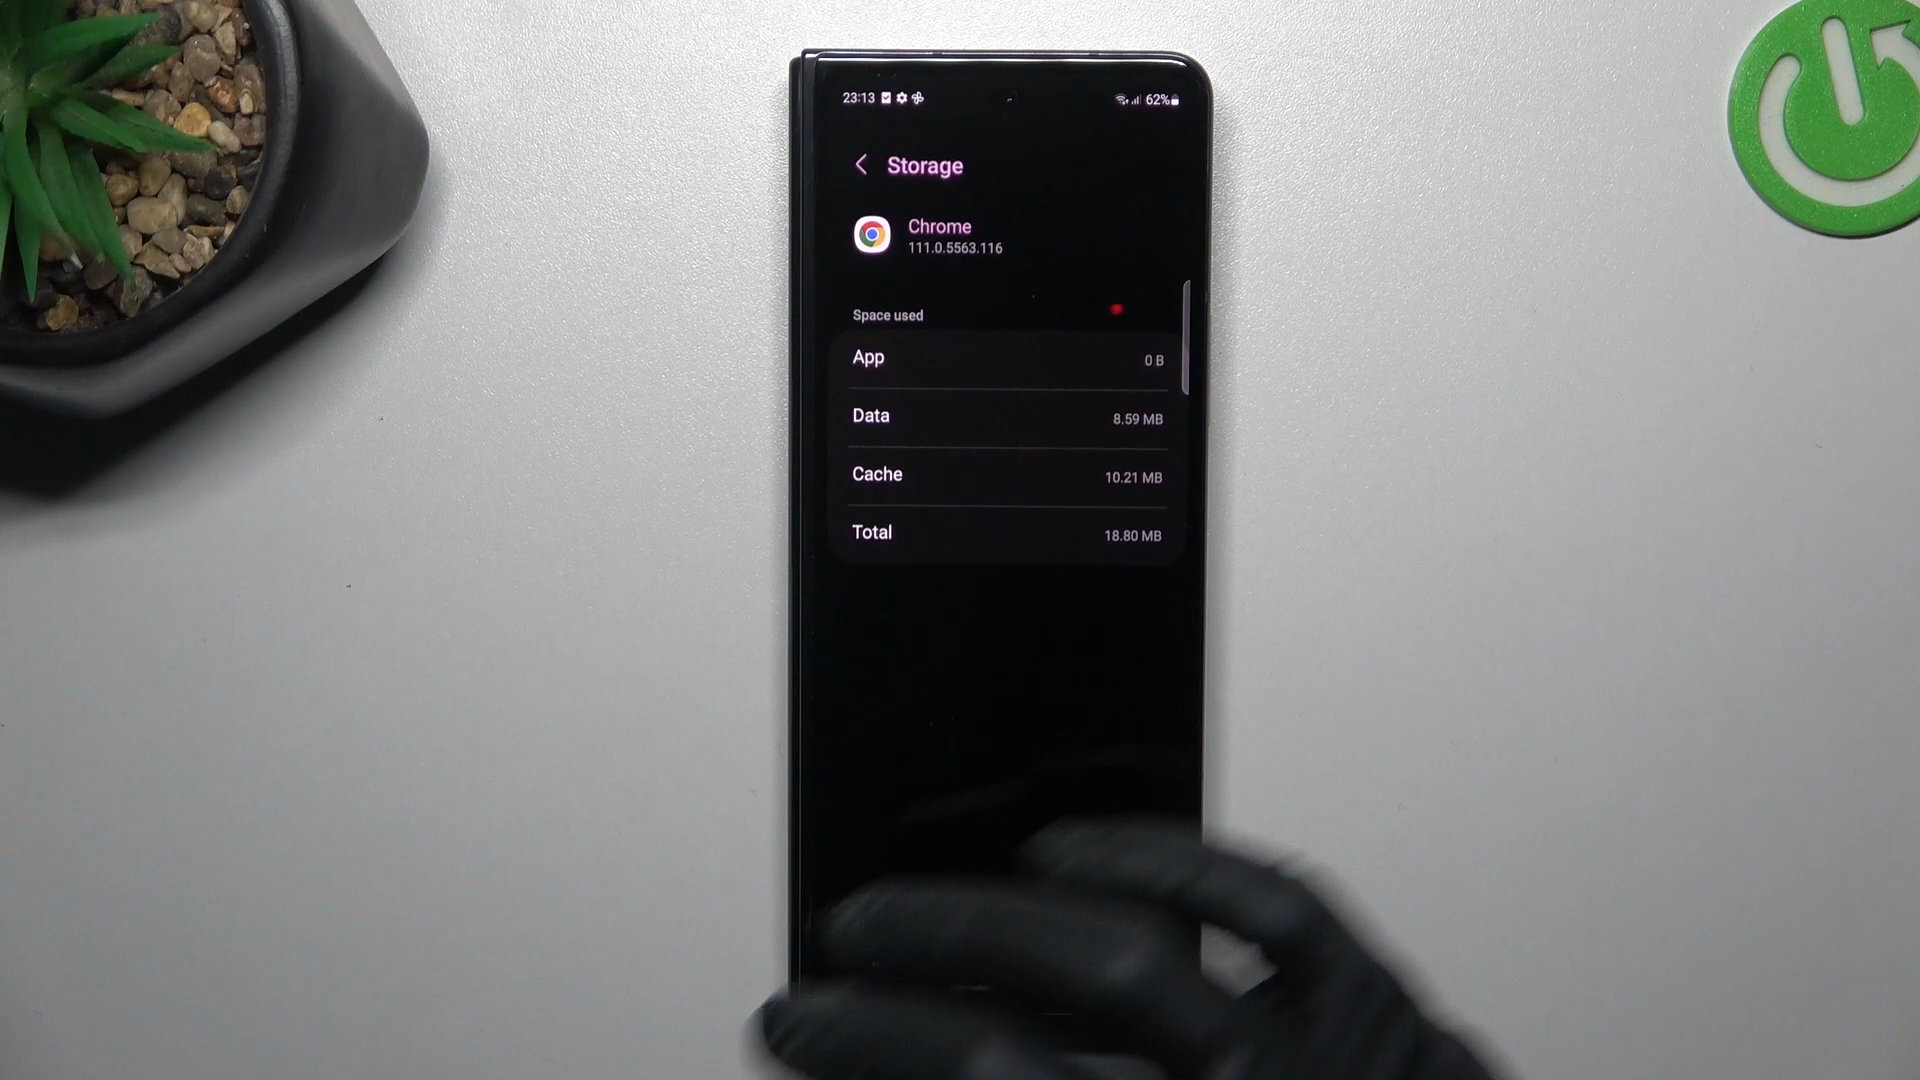 23:13 62%
Storage
Chrome
111.0.5563.116
Space used
App 0 B
Data 8.59 MB
Cache 10.21 MB
Total 18.80 MB